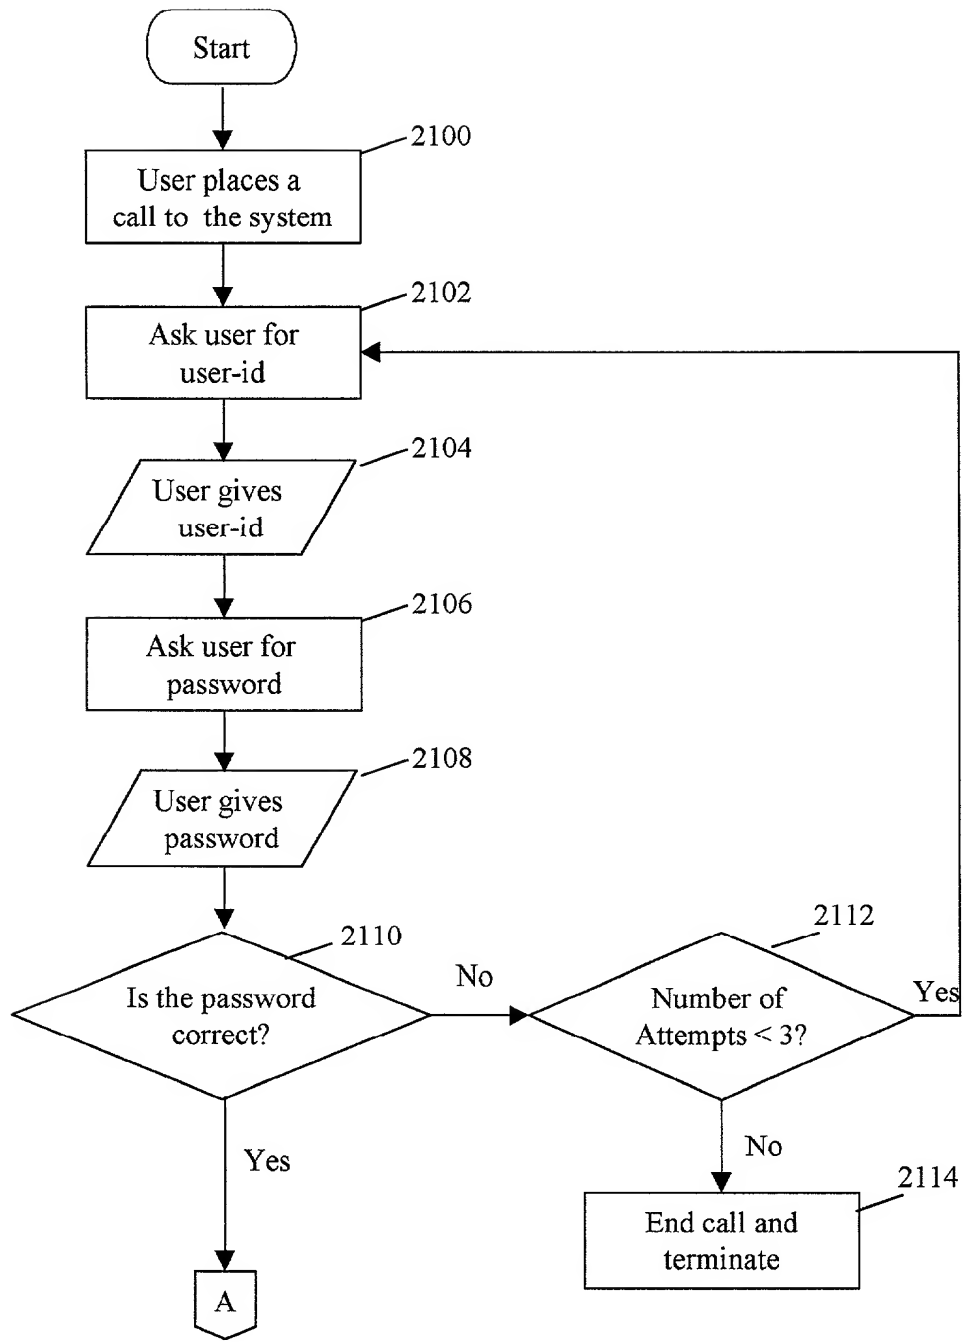 Start
2100
User places a
call to the system
2102
Ask user for
user-id
2104
User gives
user-id
2106
Ask user for
password
2108
User gives
password
2110
Is the password
correct?
No
2112
Number of
Attempts < 3?
Yes
Yes
No
2114
End call and
terminate
A